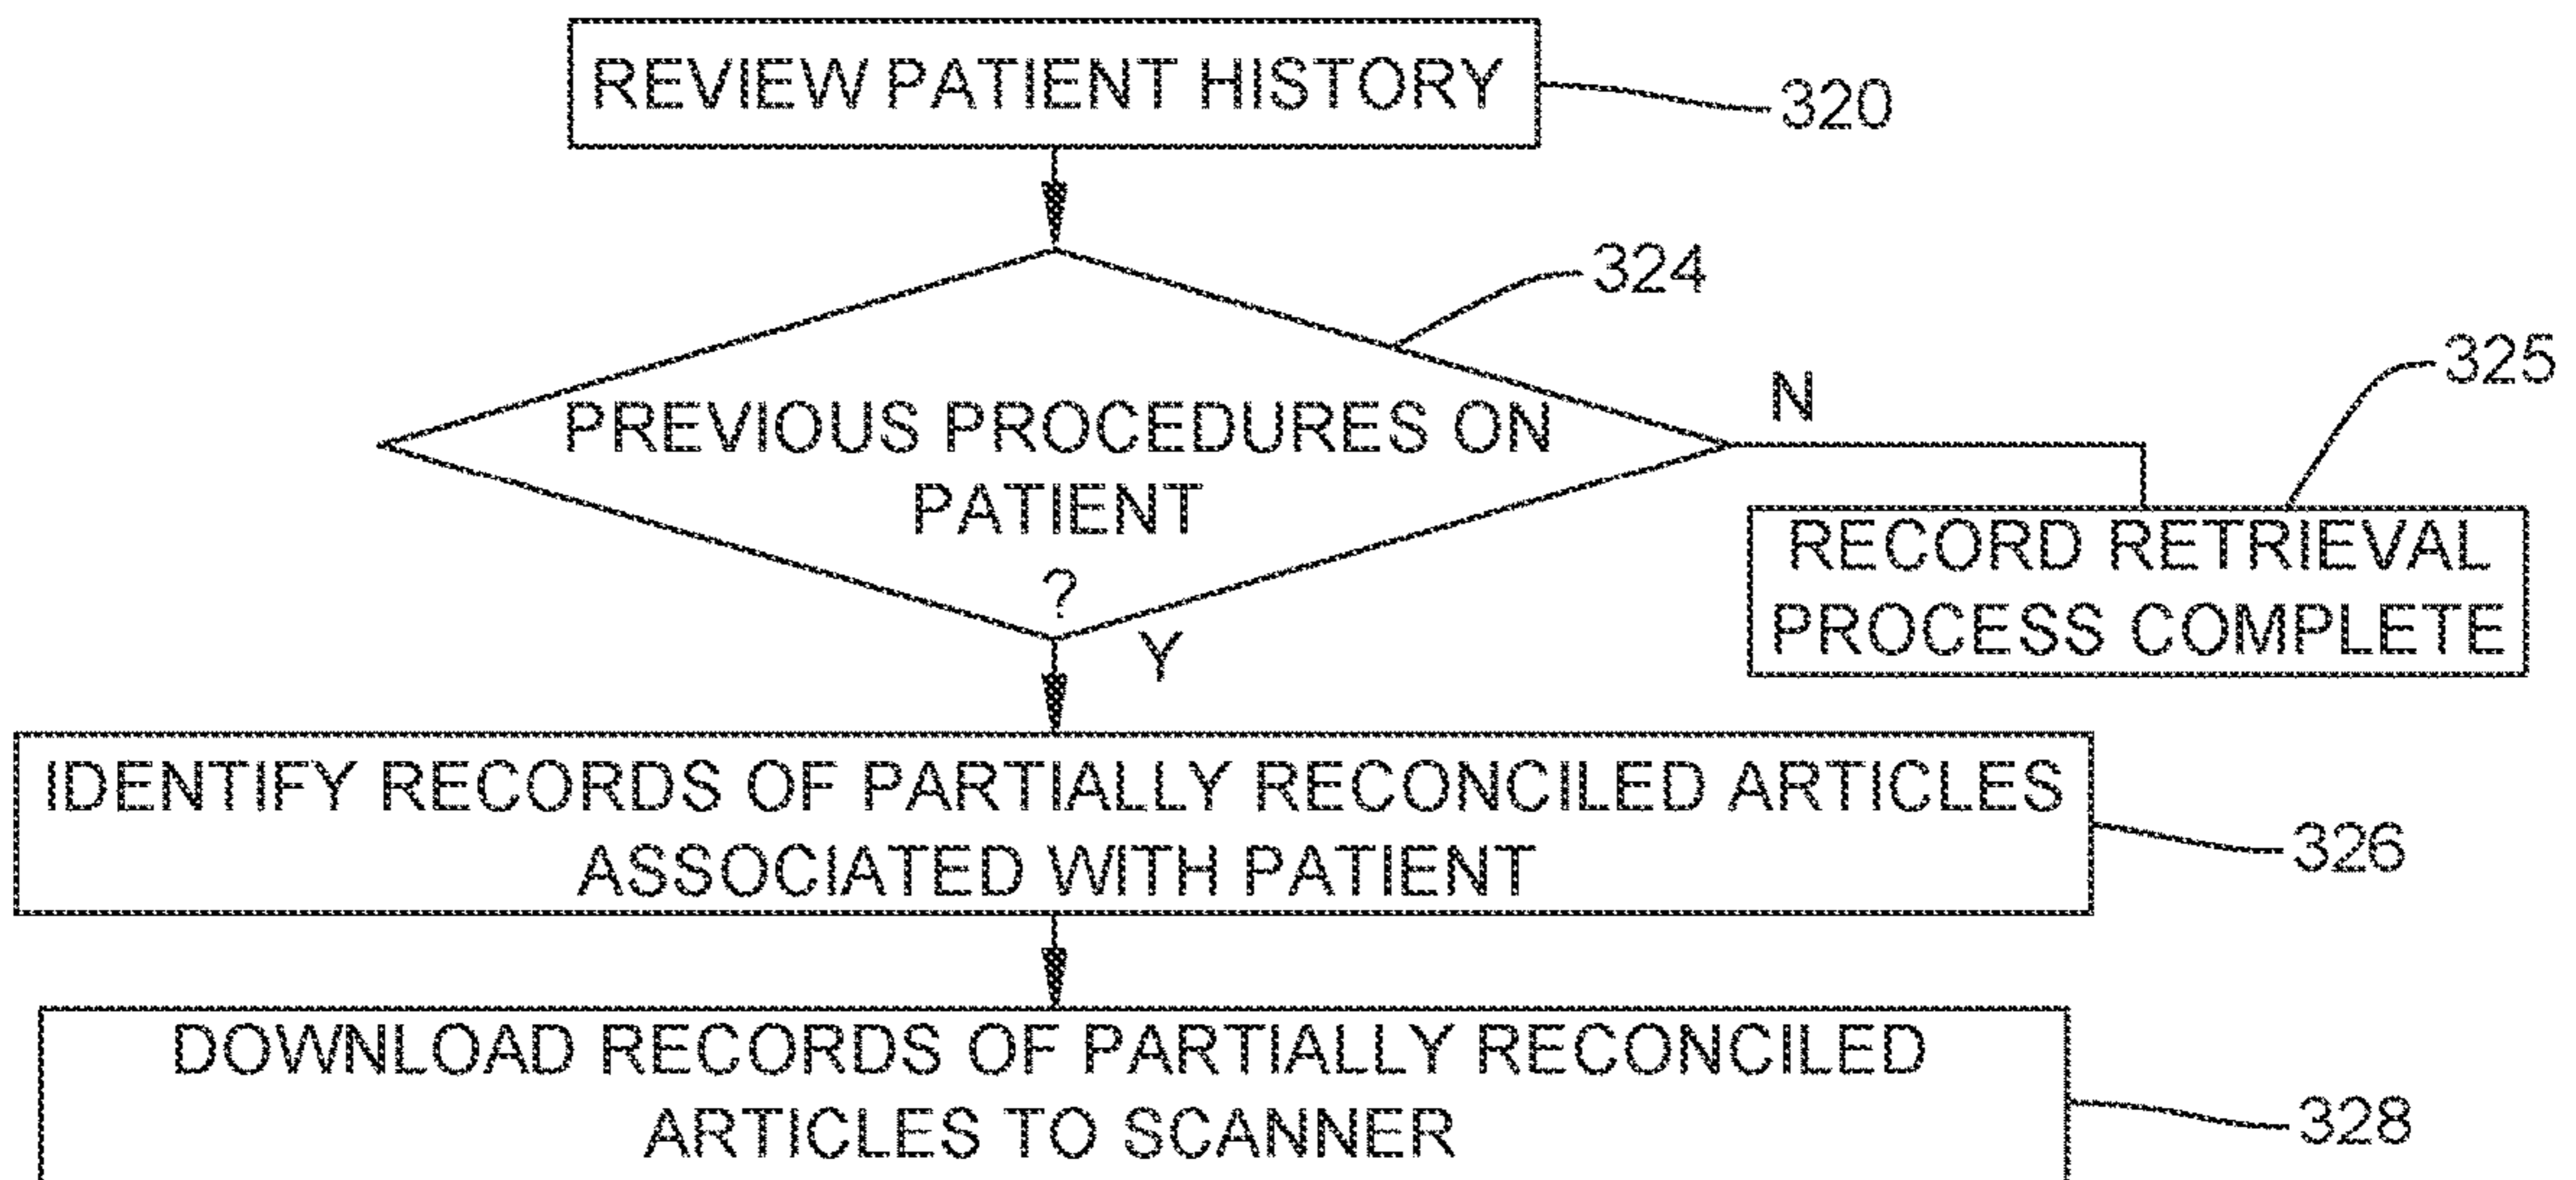 REVIEW PATIENT HISTORY
320
324
PREVIOUS PROCEDURES ON
PATIENT
?
N
325
RECORD RETRIEVAL
PROCESS COMPLETE
Y
IDENTIFY RECORDS OF PARTIALLY RECONCILED ARTICLES
ASSOCIATED WITH PATIENT
326
DOWNLOAD RECORDS OF PARTIALLY RECONCILED
ARTICLES TO SCANNER
328